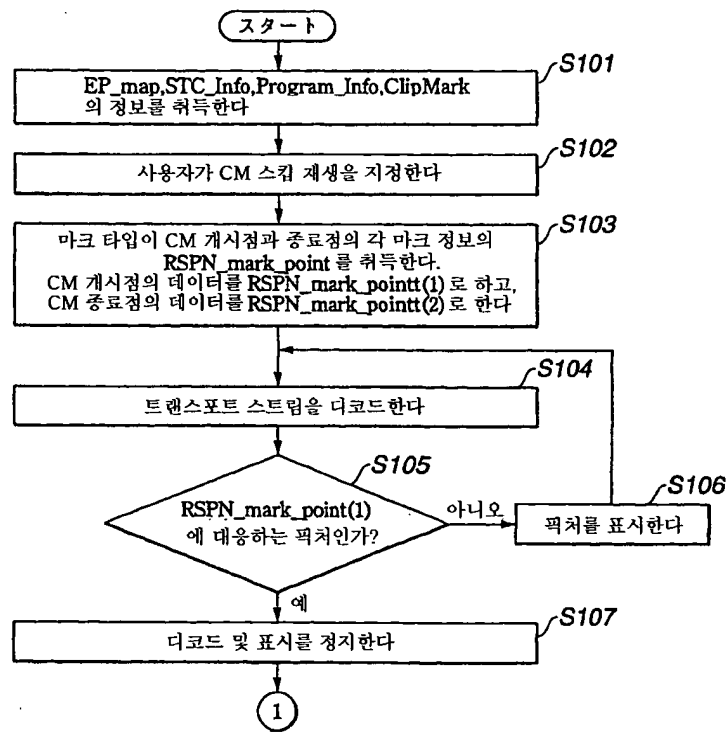 スタート
S101
EP_map,STC_Info,Program_Info,ClipMark
의 정보를 취득한다
S102
사용자가 CM 스킵 재생을 지정한다
S103
마크 타입이 CM 개시점과 종료점의 각 마크 정보의
RSPN_mark_point 를 취득한다.
CM 개시점의 데이터를 RSPN_mark_pointt(1)로 하고,
CM 종료점의 데이터를 RSPN_mark_pointt(2)로 한다
S104
트랜스포트 스트림을 디코드한다
S105
RSPN_mark_point(1)
에 대응하는 픽처인가?
아니오
S106
픽처를 표시한다
예
S107
디코드 및 표시를 정지한다
1